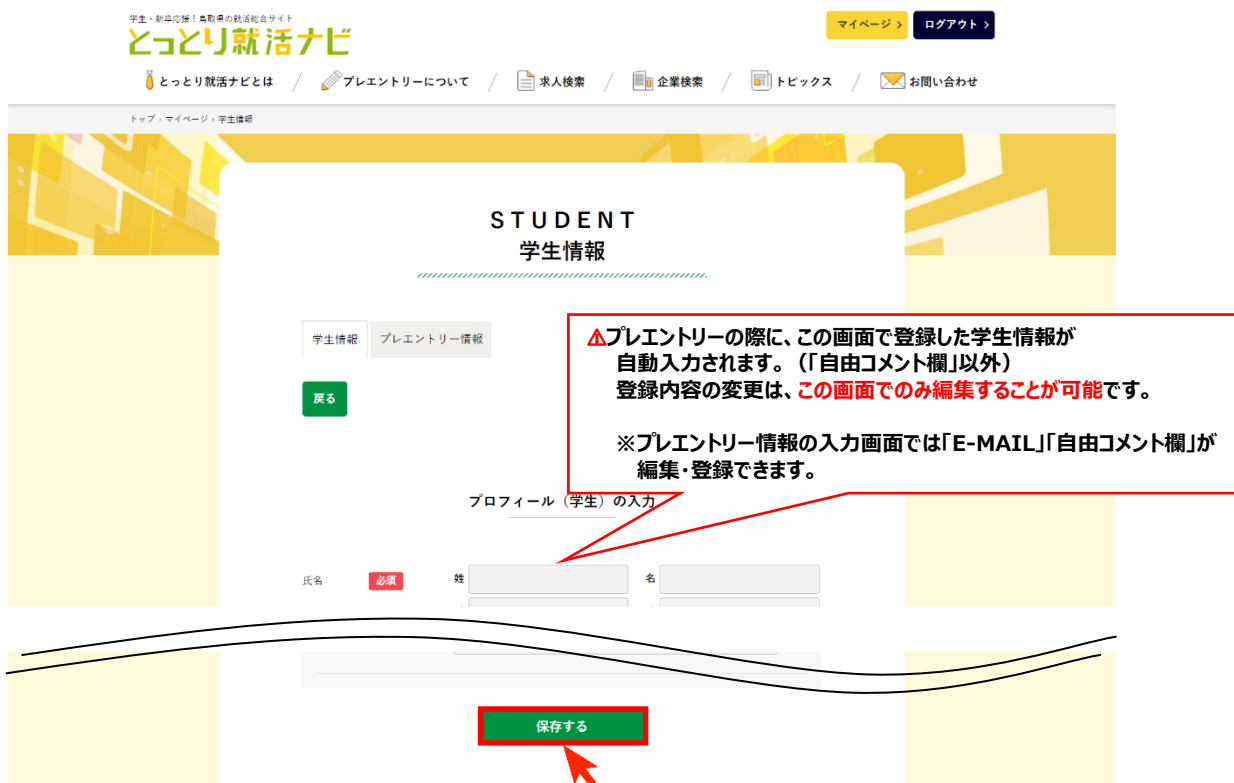 学生・新卒応援！鳥取県の就活総合サイト
とっとり就活ナビ
マイページ ›
ログアウト ›
とっとり就活ナビとは
プレエントリーについて
求人検索
企業検索
トピックス
お問い合わせ
トップ › マイページ › 学生情報
STUDENT
学生情報
学生情報
プレエントリー情報
戻る
⚠プレエントリーの際に、この画面で登録した学生情報が
自動入力されます。（「自由コメント欄」以外）
登録内容の変更は、この画面でのみ編集することが可能です。
※プレエントリー情報の入力画面では「E-MAIL」「自由コメント欄」が
編集・登録できます。
プロフィール（学生）の入力
氏名
必須
姓
名
保存する